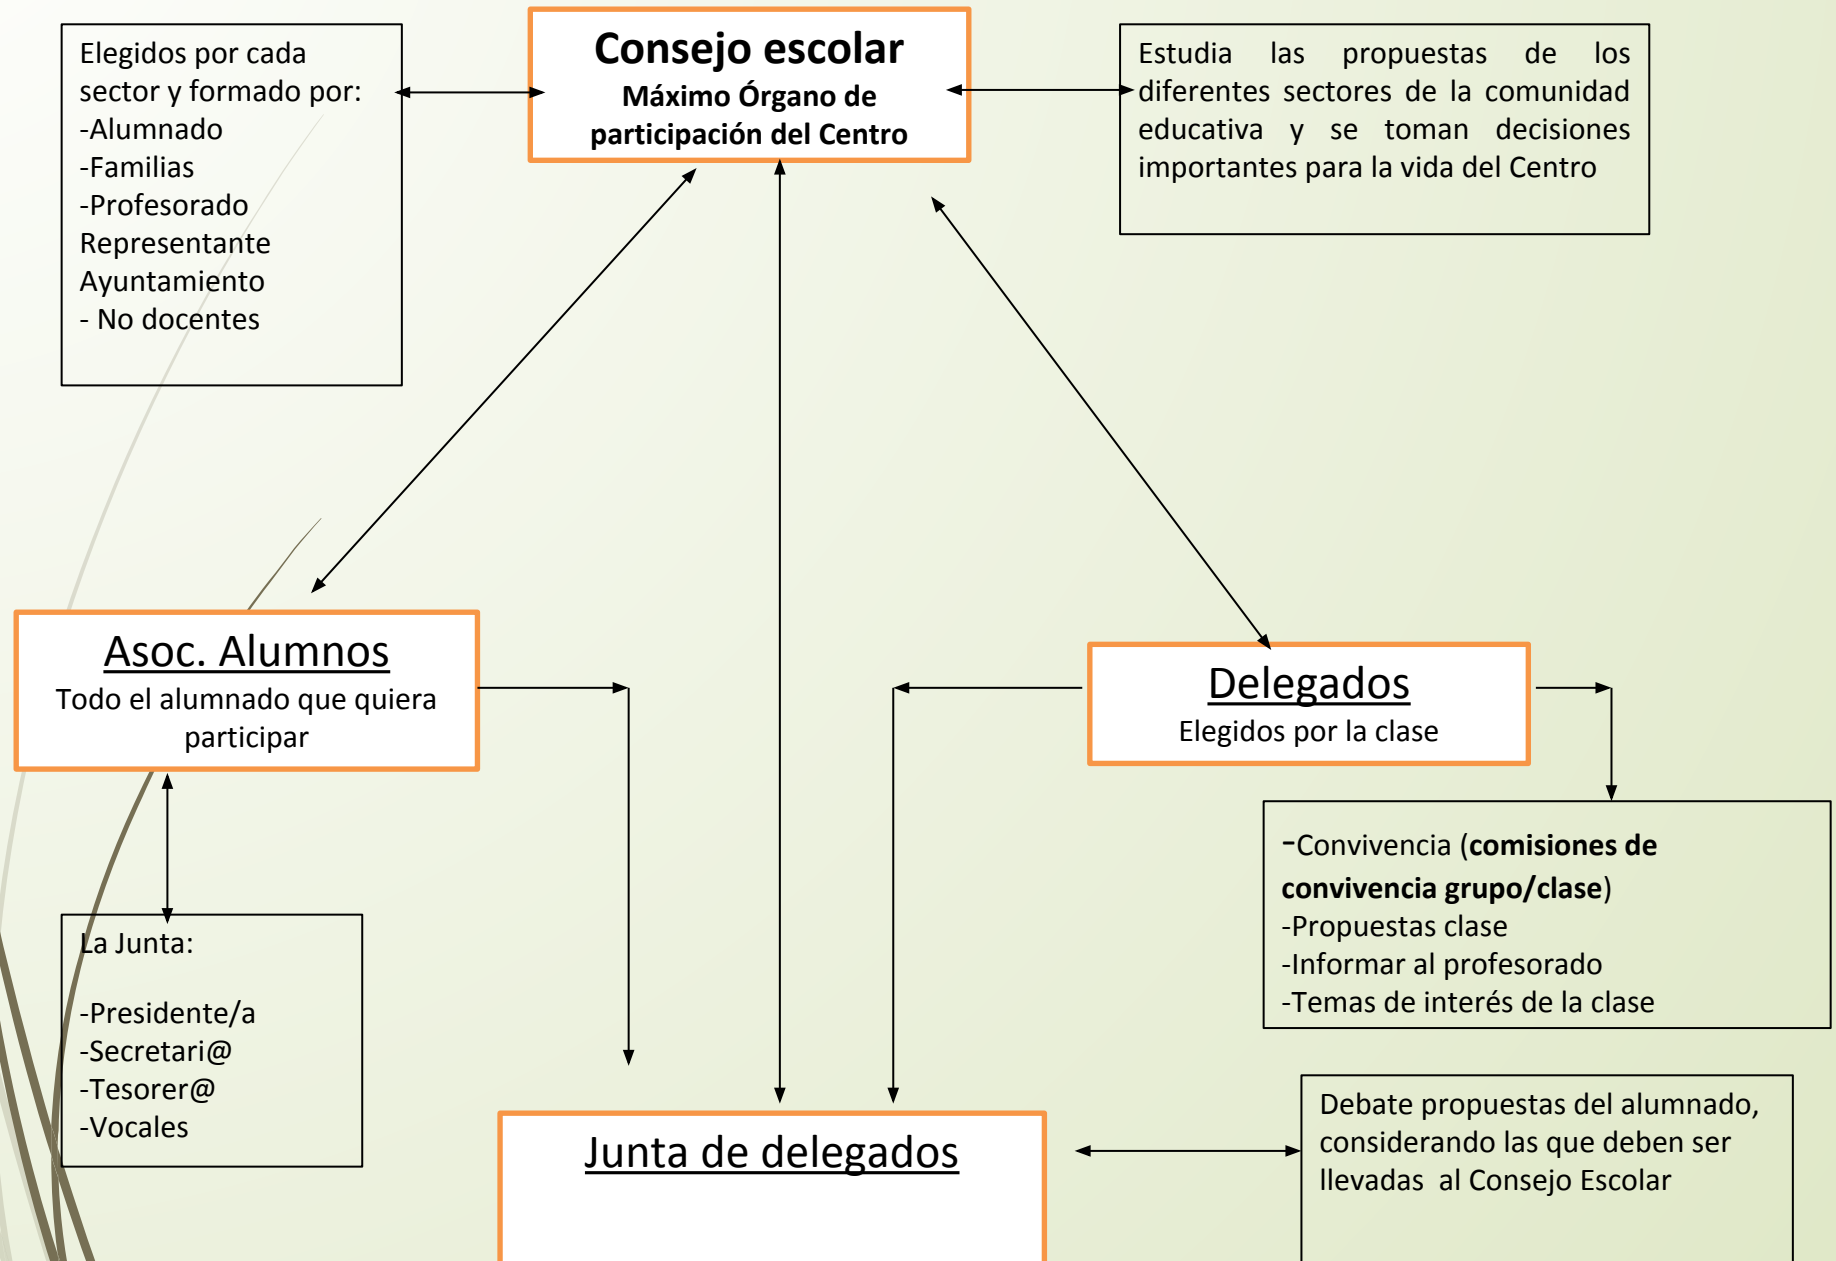 Elegidos por cada
sector y formado por:
-Alumnado
-Familias
-Profesorado
Representante
Ayuntamiento
- No docentes
Consejo escolar
Máximo Órgano de
participación del Centro
Estudia las propuestas de los
diferentes sectores de la comunidad
educativa y se toman decisiones
importantes para la vida del Centro
Asoc. Alumnos
Todo el alumnado que quiera
participar
Delegados
Elegidos por la clase
-Convivencia (comisiones de
convivencia grupo/clase)
-Propuestas clase
-Informar al profesorado
-Temas de interés de la clase
La Junta:
-Presidente/a
-Secretari@
-Tesorer@
-Vocales
Junta de delegados
Debate propuestas del alumnado,
considerando las que deben ser
llevadas al Consejo Escolar